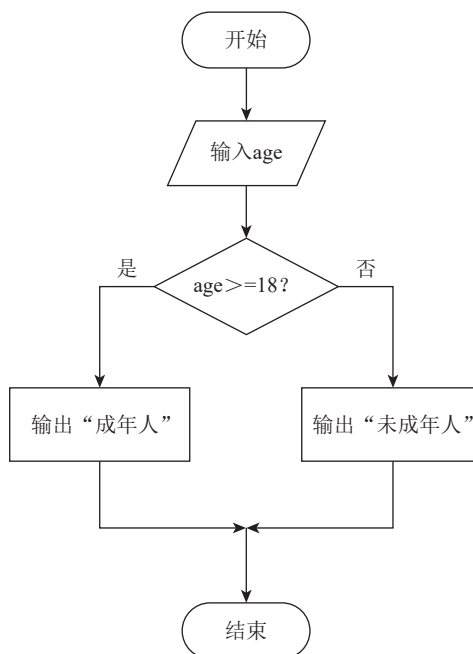 开始
输入age
age>=18?
是
否
输出“成年人”
输出“未成年人”
结束